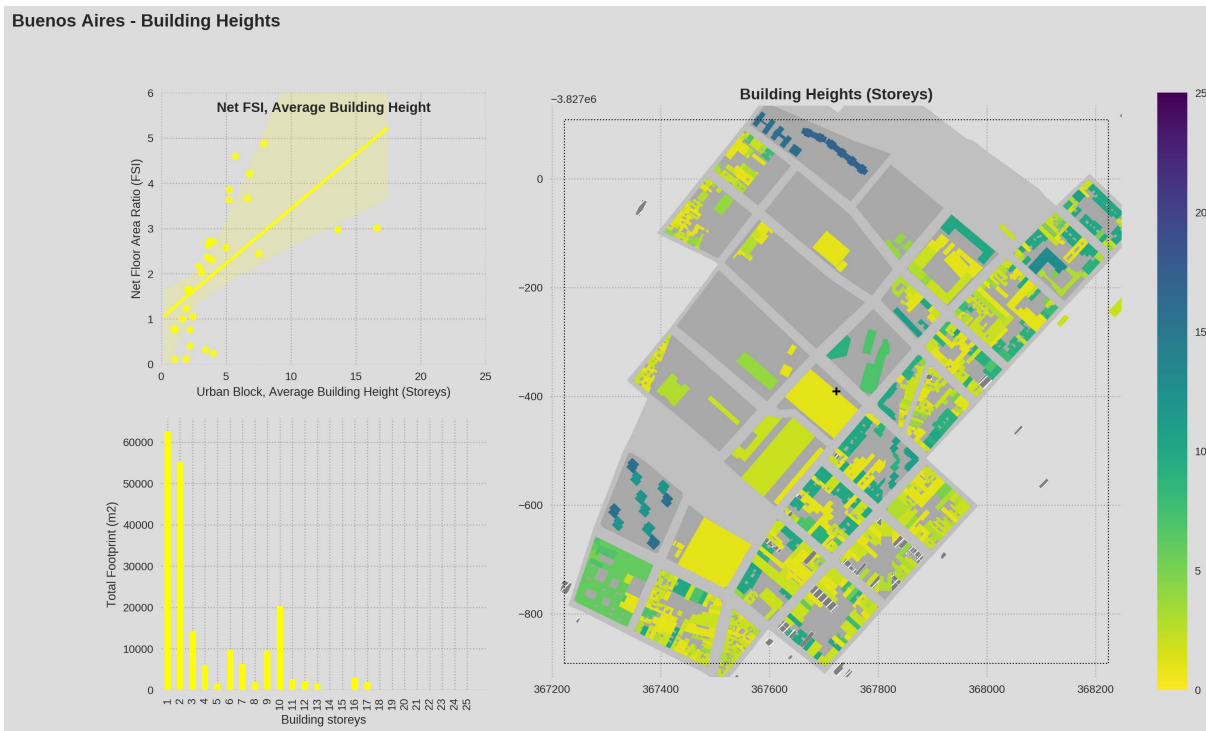 Buenos Aires - Building Heights
Net FSI, Average Building Height
6
5
4
3
2
1
0
Net Floor Area Ratio (FSI)
0 5 10 15 20 25
Urban Block, Average Building Height (Storeys)
60000
50000
40000
30000
20000
10000
0
Total Footprint (m2)
1 2 3 4 5 6 7 8 9 10 11 12 13 14 15 16 17 18 19 20 21 22 23 24 25
Building storeys
Building Heights (Storeys)
−3.827e6
0
−200
−400
−600
−800
367200 367400 367600 367800 368000 368200
25
20
15
10
5
0